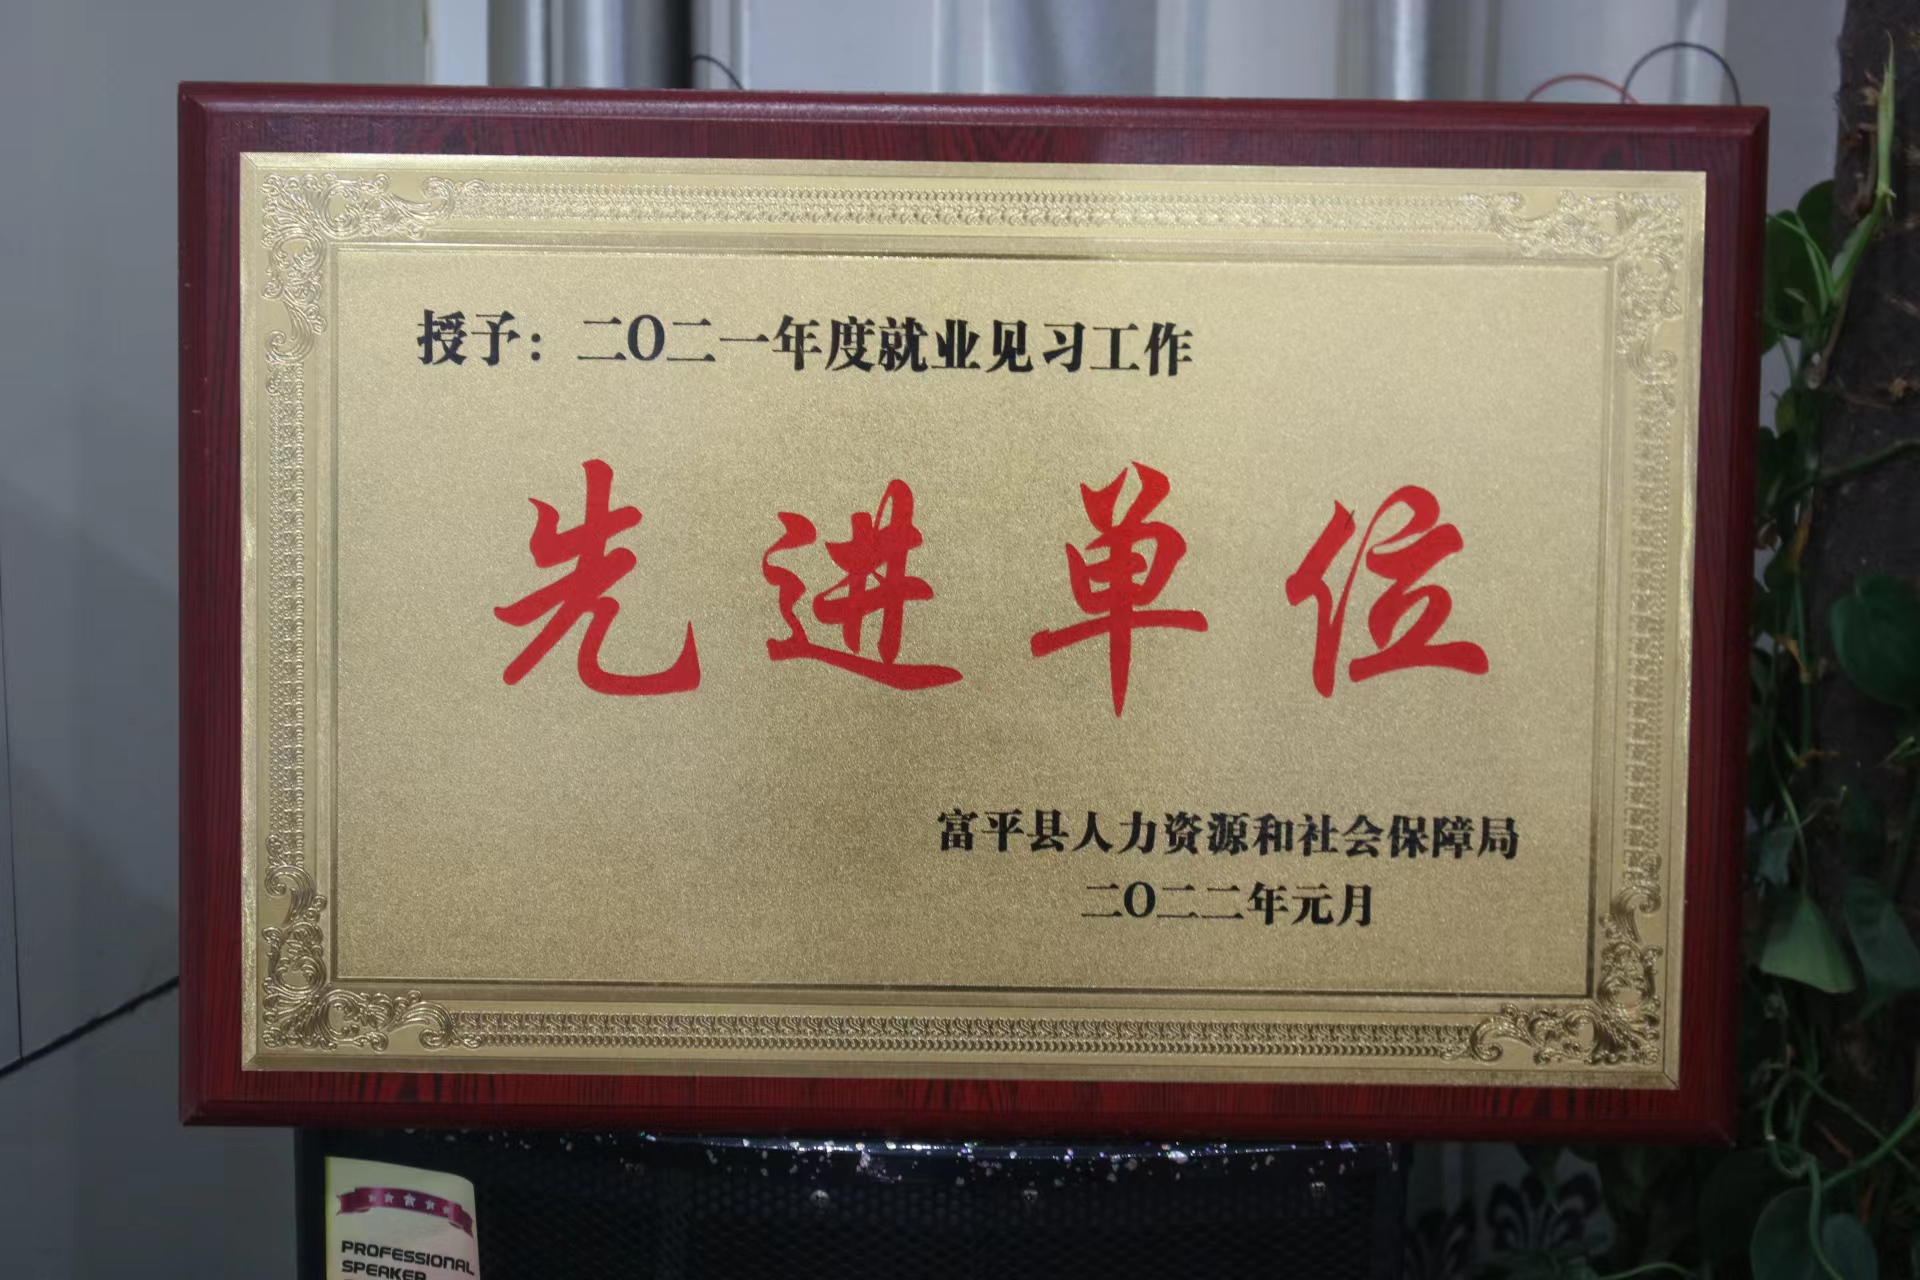 授予：二〇二一年度就业见习工作
先进单位
富平县人力资源和社会保障局
二〇二二年元月
PROFESSIONAL
SPEAKER